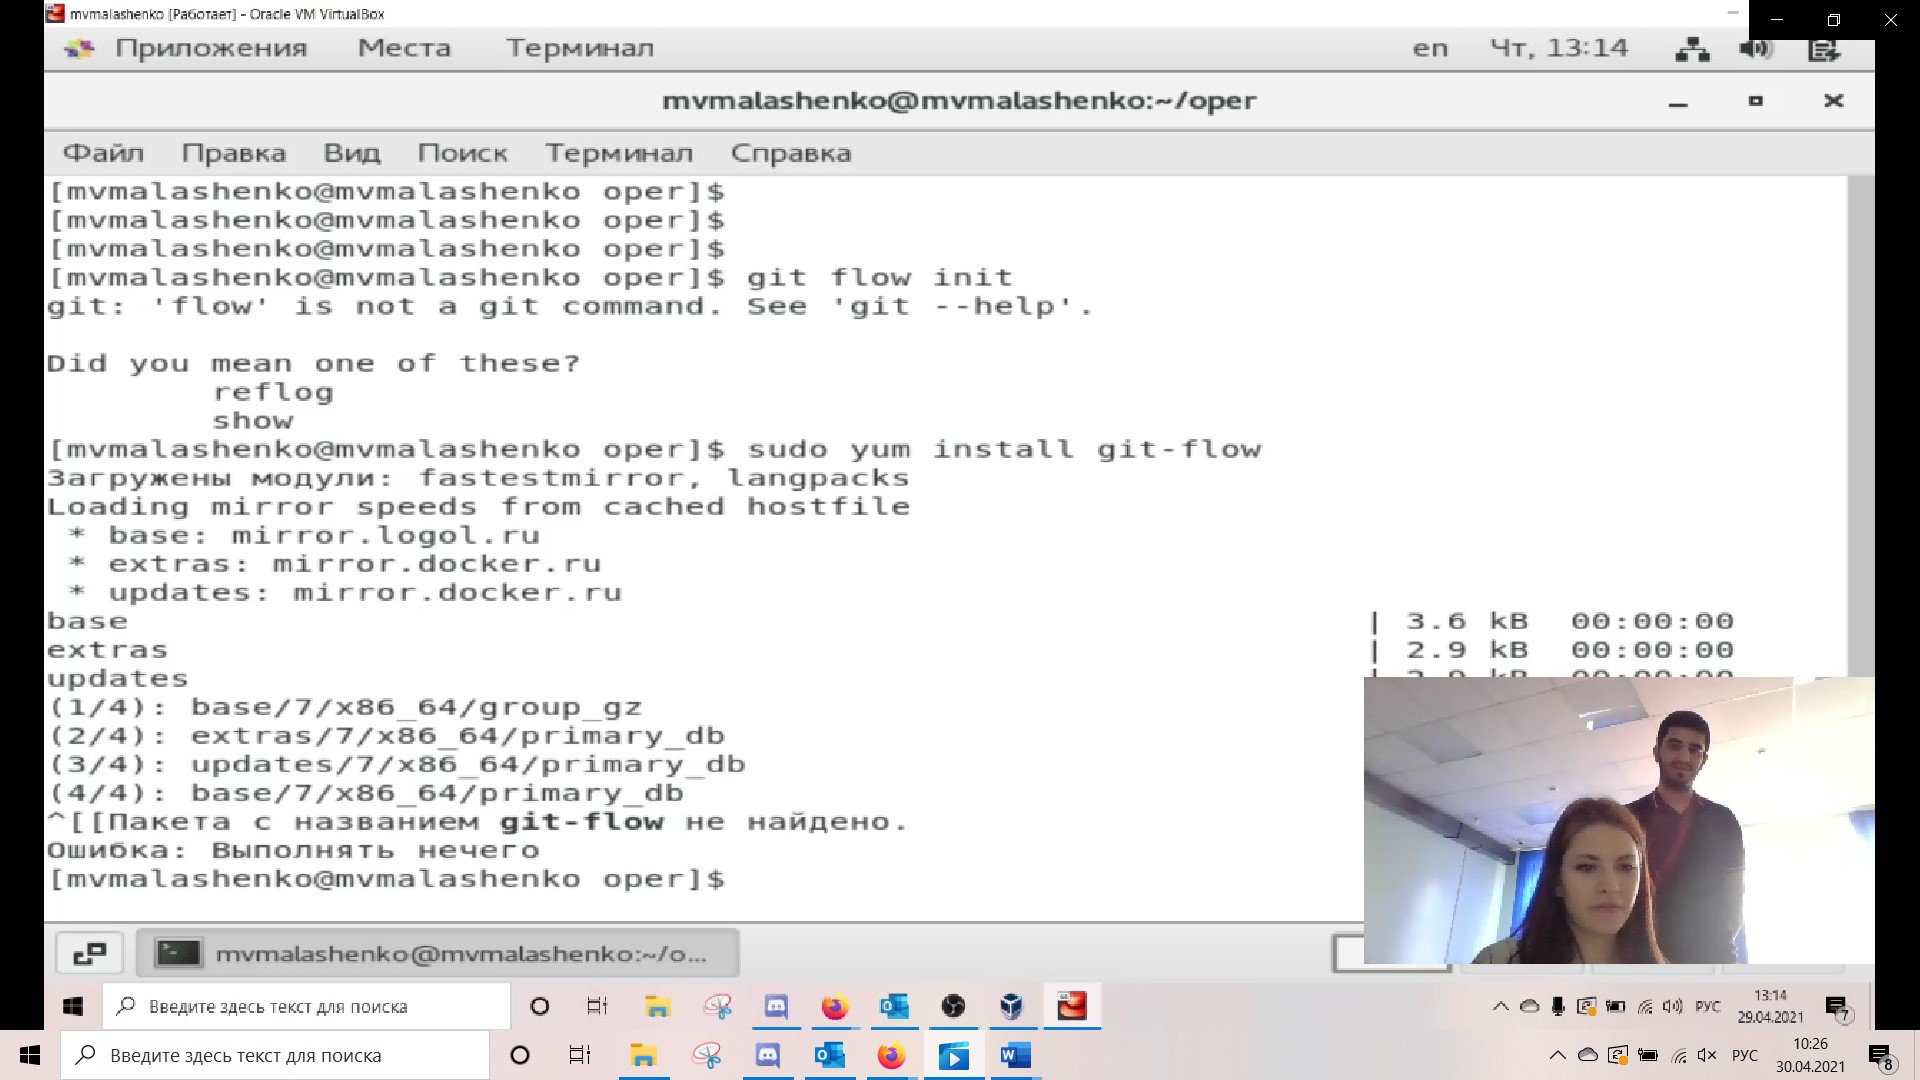 mvmalashenko [Работает] - Oracle VM VirtualBox
Приложения Места Терминал en Чт, 13:14
mvmalashenko@mvmalashenko:~/oper
Файл Правка Вид Поиск Терминал Справка
[mvmalashenko@mvmalashenko oper]$
[mvmalashenko@mvmalashenko oper]$
[mvmalashenko@mvmalashenko oper]$
[mvmalashenko@mvmalashenko oper]$ git flow init
git: 'flow' is not a git command. See 'git --help'.
Did you mean one of these?
reflog
show
[mvmalashenko@mvmalashenko oper]$ sudo yum install git-flow
Загружены модули: fastestmirror, langpacks
Loading mirror speeds from cached hostfile
* base: mirror.logol.ru
* extras: mirror.docker.ru
* updates: mirror.docker.ru
base | 3.6 kB 00:00:00
extras | 2.9 kB 00:00:00
updates
(1/4): base/7/x86_64/group_gz
(2/4): extras/7/x86_64/primary_db
(3/4): updates/7/x86_64/primary_db
(4/4): base/7/x86_64/primary_db
^[[Пакета с названием git-flow не найдено.
Ошибка: Выполнять нечего
[mvmalashenko@mvmalashenko oper]$
mvmalashenko@mvmalashenko:~/o...
Введите здесь текст для поиска РУС 13:14 29.04.2021 7
Введите здесь текст для поиска РУС 10:26 30.04.2021 8